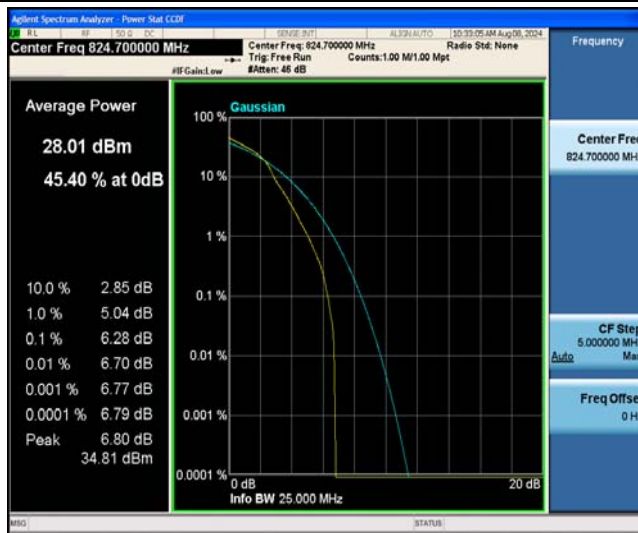 Agilent Spectrum Analyzer - Power Stat CCDF
RL RF 50 Ω DC SENSE:INT ALIGN AUTO 10:33:05 AM Aug 08, 2024
Center Freq 824.700000 MHz
Center Freq: 824.700000 MHz Radio Std: None
Trig: Free Run Counts:1.00 M/1.00 Mpt
#IFGain:Low #Atten: 46 dB
Frequency
Average Power
28.01 dBm
45.40 % at 0dB
10.0 % 2.85 dB
1.0 % 5.04 dB
0.1 % 6.28 dB
0.01 % 6.70 dB
0.001 % 6.77 dB
0.0001 % 6.79 dB
Peak 6.80 dB
34.81 dBm
Gaussian
100 %
10 %
1 %
0.1 %
0.01 %
0.001 %
0.0001 %
0 dB 20 dB
Info BW 25.000 MHz
Center Fre
824.700000 MH
CF Step
5.000000 MH
Auto Ma
Freq Offse
0 H
MSG STATUS